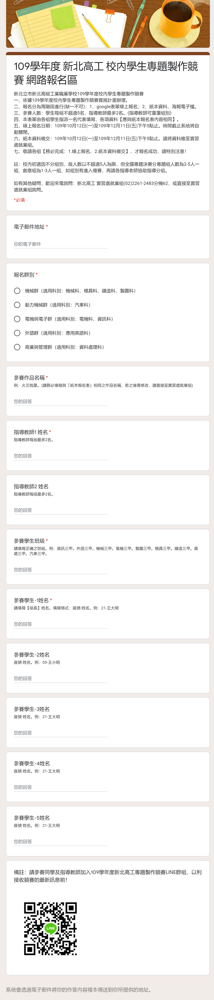 109學年度 新北高工 校內學生專題製作競
賽 網路報名區
新北立市新北高級工業職業學校109學年度校內學生專題製作競賽
一、依據109學年度校內學生專題製作競賽實施計畫辦理。
二、報名分為兩階段進行(缺一不可)：1、google表單線上報名；2、紙本資料、海報電子檔。
三、參賽人數：學生每組不超過5名，指導教師最多2名。(指導教師可重覆組別)
四、本表單由各組學生指派一名代表填寫，各項資料【應與紙本報名表內容相同】。
五、線上報名日期：109年10月12日(一)至109年12月11日(五)下午5點止。時間截止系統將自
動關閉。
六、紙本資料繳交：109年10月12日(一)至109年12月11日(五)下午5點止。請將資料繳至實習
處就業組。
七、敬請各組【務必完成：1.線上報名、2.紙本資料繳交】，才報名成功，請特別注意！
註：校內初選因不分組別，故人數以不超過5人為限，但全國專題決賽分專題組人數為2-5人一
組、創意組為1-3人一組，如組別有進入複賽，再請各指導老師協助指導分組。
如有其他疑問，歡迎來電詢問：新北高工 實習處就業組(02)2261-2483分機62，或直接至實習
處就業組詢問。
*必填
電子郵件地址 *
你的電子郵件
報名群別 *
機械群（適用科別：機械科、模具科、鑄造科、製圖科）
動力機械群（適用科別：汽車科）
電機與電子群（適用科別：電機科、資訊科）
外語群（適用科別：應用英語科）
商業與管理群（適用科別：資料處理科）
參賽作品名稱 *
例：火災剋星。(請務必填寫與「紙本報名表」相同之作品名稱，若之後需修改，請直接至實習處就業組)
您的回答
指導教師1 姓名 *
指導教師每組最多2名。
您的回答
指導教師2 姓名
指導教師每組最多2名。
您的回答
參賽學生班級 *
請填寫正確之班級。例：資訊三甲。外語三甲。機械三甲。電機三甲。製圖三甲。模具三甲。鑄造三甲。資
處三甲。汽車三甲。
您的回答
參賽學生-1姓名 *
請填寫【組長】姓名。填寫格式：座號-姓名。例：21-王大明
您的回答
參賽學生-2姓名
座號-姓名。例：05-王小明
您的回答
參賽學生-3姓名
座號-姓名。例：21-王大明
您的回答
參賽學生-4姓名
座號-姓名。例：21-王大明
您的回答
參賽學生-5姓名
座號-姓名。例：21-王大明
您的回答
備註：請參賽同學及指導教師加入109學年度新北高工專題製作競賽LINE群組，以利
接收競賽的最新訊息喲！
LINE
系統會透過電子郵件將你的作答內容複本傳送到你所提供的地址。